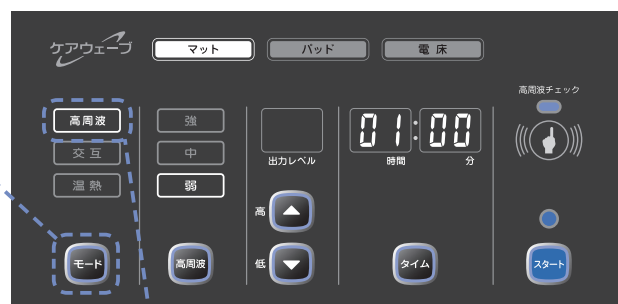 ケアウェーブ
マット
パッド
電床
高周波
交互
温熱
モード
強
中
弱
高周波
出力レベル
高
低
01:00
時間
分
タイム
高周波チェック
スタート